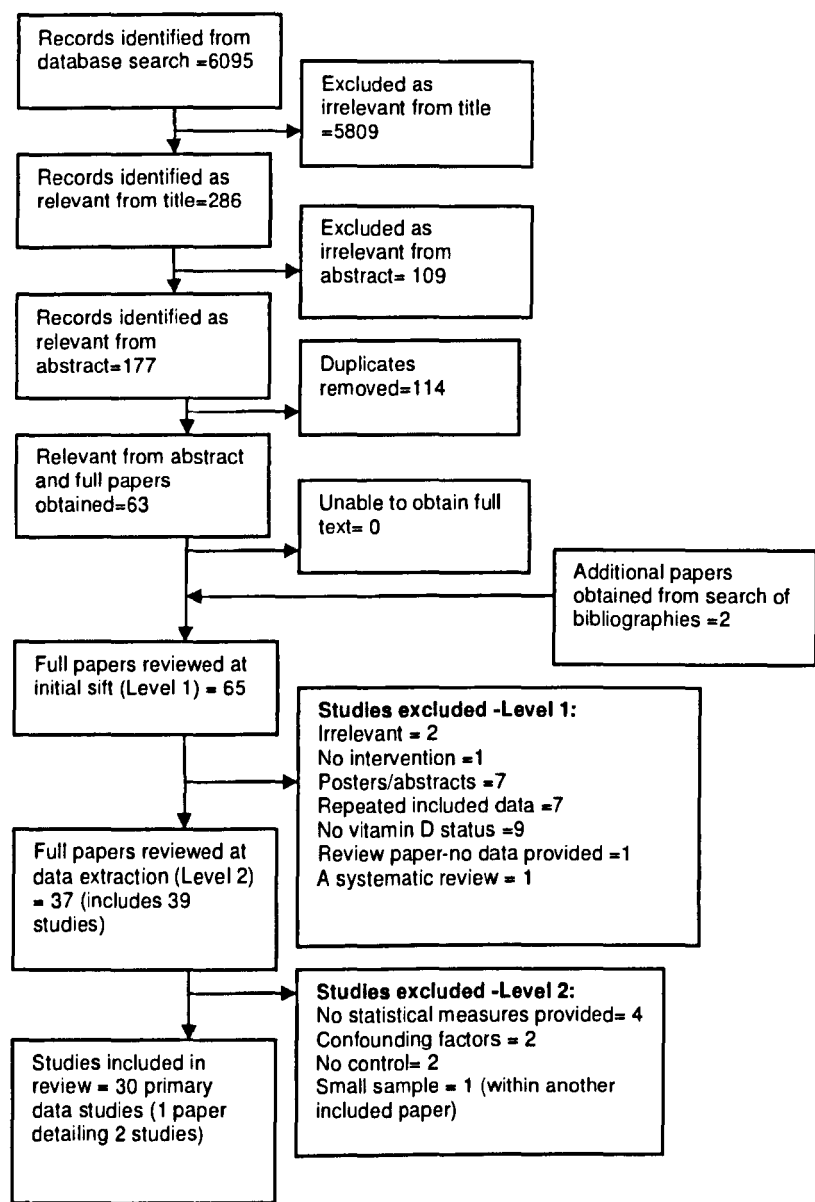 Records identified from
database search =6095
Excluded as
irrelevant from title
=5809
Records identified as
relevant from title=286
Excluded as
irrelevant from
abstract= 109
Records identified as
relevant from
abstract=177
Duplicates
removed=114
Relevant from abstract
and full papers
obtained=63
Unable to obtain full
text= 0
Additional papers
obtained from search of
bibliographies =2
Full papers reviewed at
initial sift (Level 1) = 65
Studies excluded -Level 1:
Irrelevant = 2
No intervention =1
Posters/abstracts =7
Repeated included data =7
No vitamin D status =9
Review paper-no data provided =1
A systematic review = 1
Full papers reviewed at
data extraction (Level 2)
= 37 (includes 39
studies)
Studies excluded -Level 2:
No statistical measures provided= 4
Confounding factors = 2
No control= 2
Small sample = 1 (within another
included paper)
Studies included in
review = 30 primary
data studies (1 paper
detailing 2 studies)